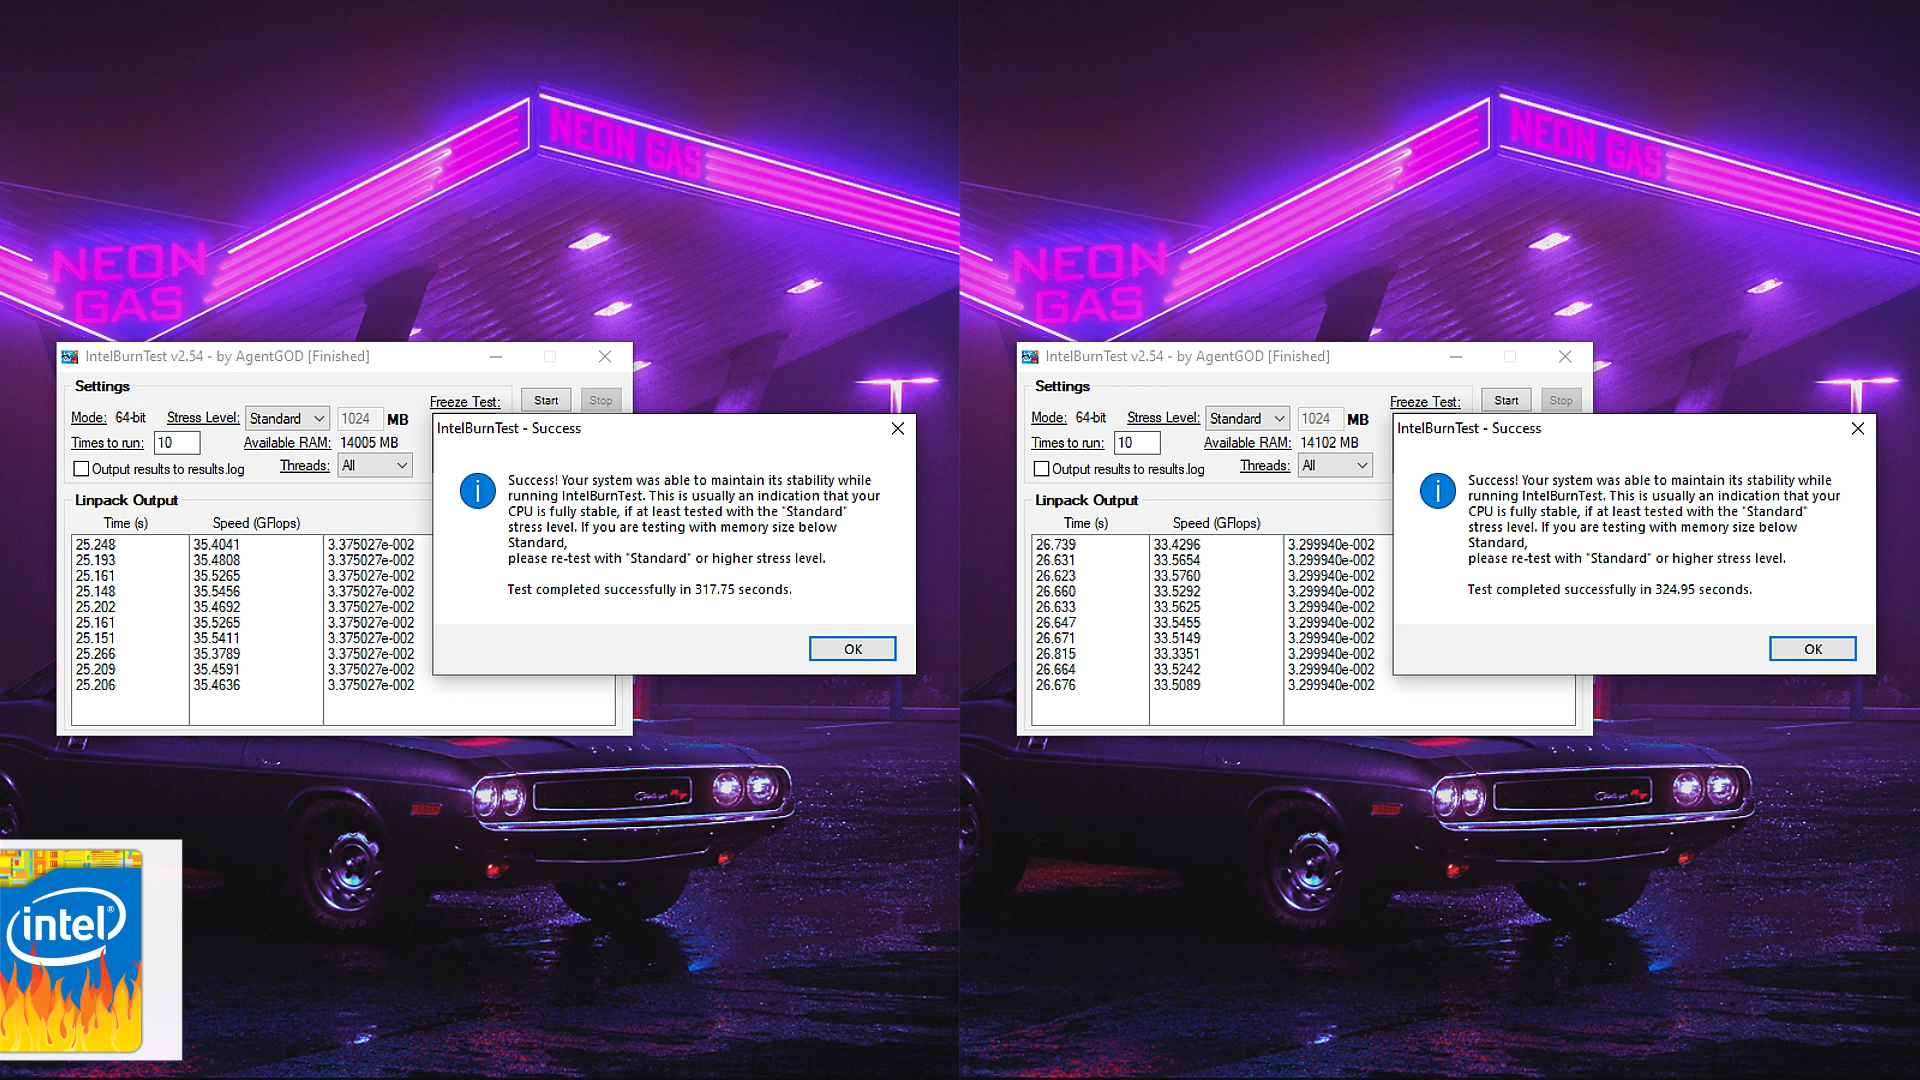 NEON GAS
NEON
GAS
IntelBurnTest v2.54 - by AgentGOD [Finished]
Settings
Mode: 64-bit Stress Level: Standard 1024 MB
Freeze Test: Start Stop
Times to run: 10 Available RAM: 14005 MB
Output results to results.log Threads: All
Linpack Output
Time (s) Speed (GFlops)
25.248 35.4041 3.375027e-002
25.193 35.4808 3.375027e-002
25.161 35.5265 3.375027e-002
25.148 35.5456 3.375027e-002
25.202 35.4692 3.375027e-002
25.161 35.5265 3.375027e-002
25.151 35.5411 3.375027e-002
25.266 35.3789 3.375027e-002
25.209 35.4591 3.375027e-002
25.206 35.4636 3.375027e-002
IntelBurnTest - Success
Success! Your system was able to maintain its stability while
running IntelBurnTest. This is usually an indication that your
CPU is fully stable, if at least tested with the "Standard"
stress level. If you are testing with memory size below
Standard,
please re-test with "Standard" or higher stress level.
Test completed successfully in 317.75 seconds.
OK
Challenger R/T
intel®
NEON GAS
NEON
GAS
IntelBurnTest v2.54 - by AgentGOD [Finished]
Settings
Mode: 64-bit Stress Level: Standard 1024 MB
Freeze Test: Start Stop
Times to run: 10 Available RAM: 14102 MB
Output results to results.log Threads: All
Linpack Output
Time (s) Speed (GFlops)
26.739 33.4296 3.299940e-002
26.631 33.5654 3.299940e-002
26.623 33.5760 3.299940e-002
26.660 33.5292 3.299940e-002
26.633 33.5625 3.299940e-002
26.647 33.5455 3.299940e-002
26.671 33.5149 3.299940e-002
26.815 33.3351 3.299940e-002
26.664 33.5242 3.299940e-002
26.676 33.5089 3.299940e-002
IntelBurnTest - Success
Success! Your system was able to maintain its stability while
running IntelBurnTest. This is usually an indication that your
CPU is fully stable, if at least tested with the "Standard"
stress level. If you are testing with memory size below
Standard,
please re-test with "Standard" or higher stress level.
Test completed successfully in 324.95 seconds.
OK
Challenger R/T